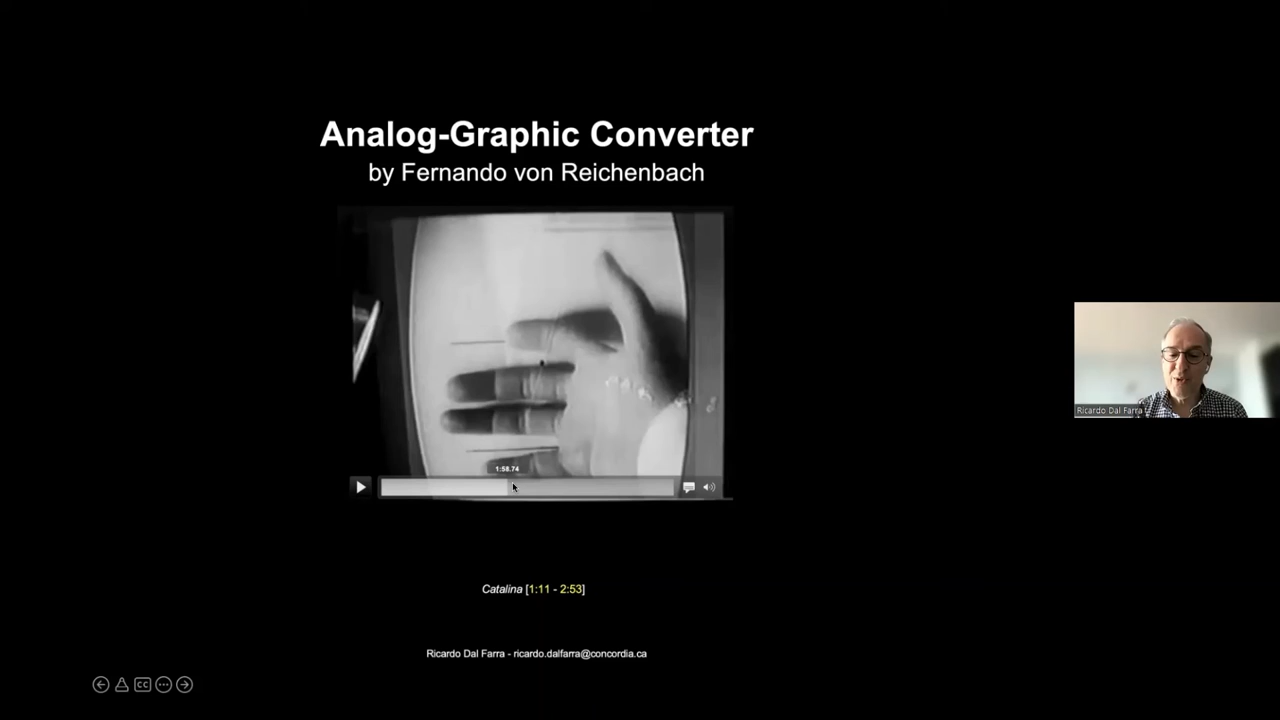 Analog-Graphic Converter
by Fernando von Reichenbach
1:58.74
Catalina [1:11 - 2:53]
Ricardo Dal Farra - ricardo.dalfarra@concordia.ca
CC
Ricardo Dal Farra